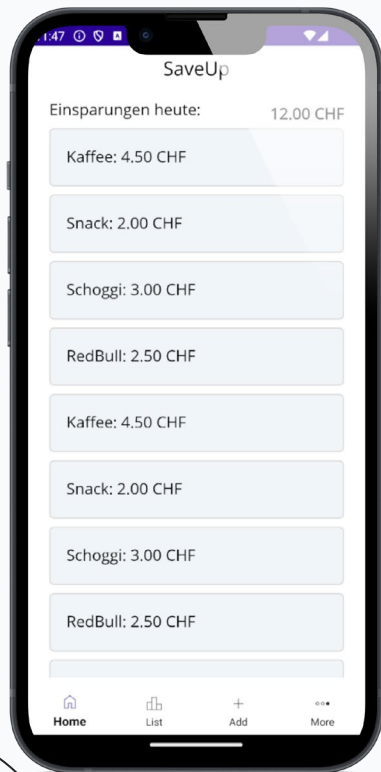 1:47
SaveUp
Einsparungen heute: 12.00 CHF
Kaffee: 4.50 CHF
Snack: 2.00 CHF
Schoggi: 3.00 CHF
RedBull: 2.50 CHF
Kaffee: 4.50 CHF
Snack: 2.00 CHF
Schoggi: 3.00 CHF
RedBull: 2.50 CHF
Home List Add More